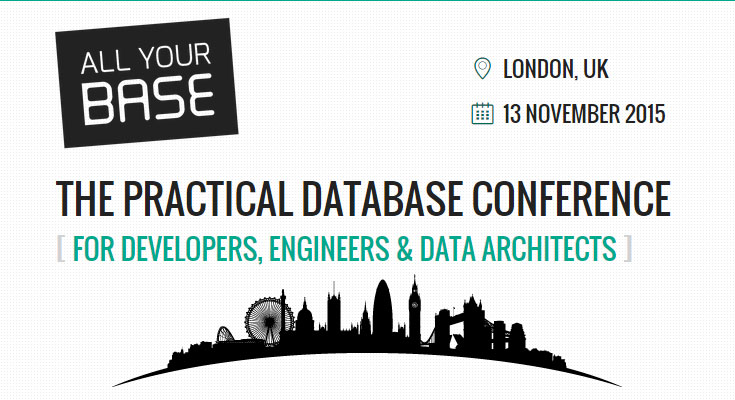 ALL YOUR
BASE
LONDON, UK
13 NOVEMBER 2015
THE PRACTICAL DATABASE CONFERENCE
[ FOR DEVELOPERS, ENGINEERS & DATA ARCHITECTS ]